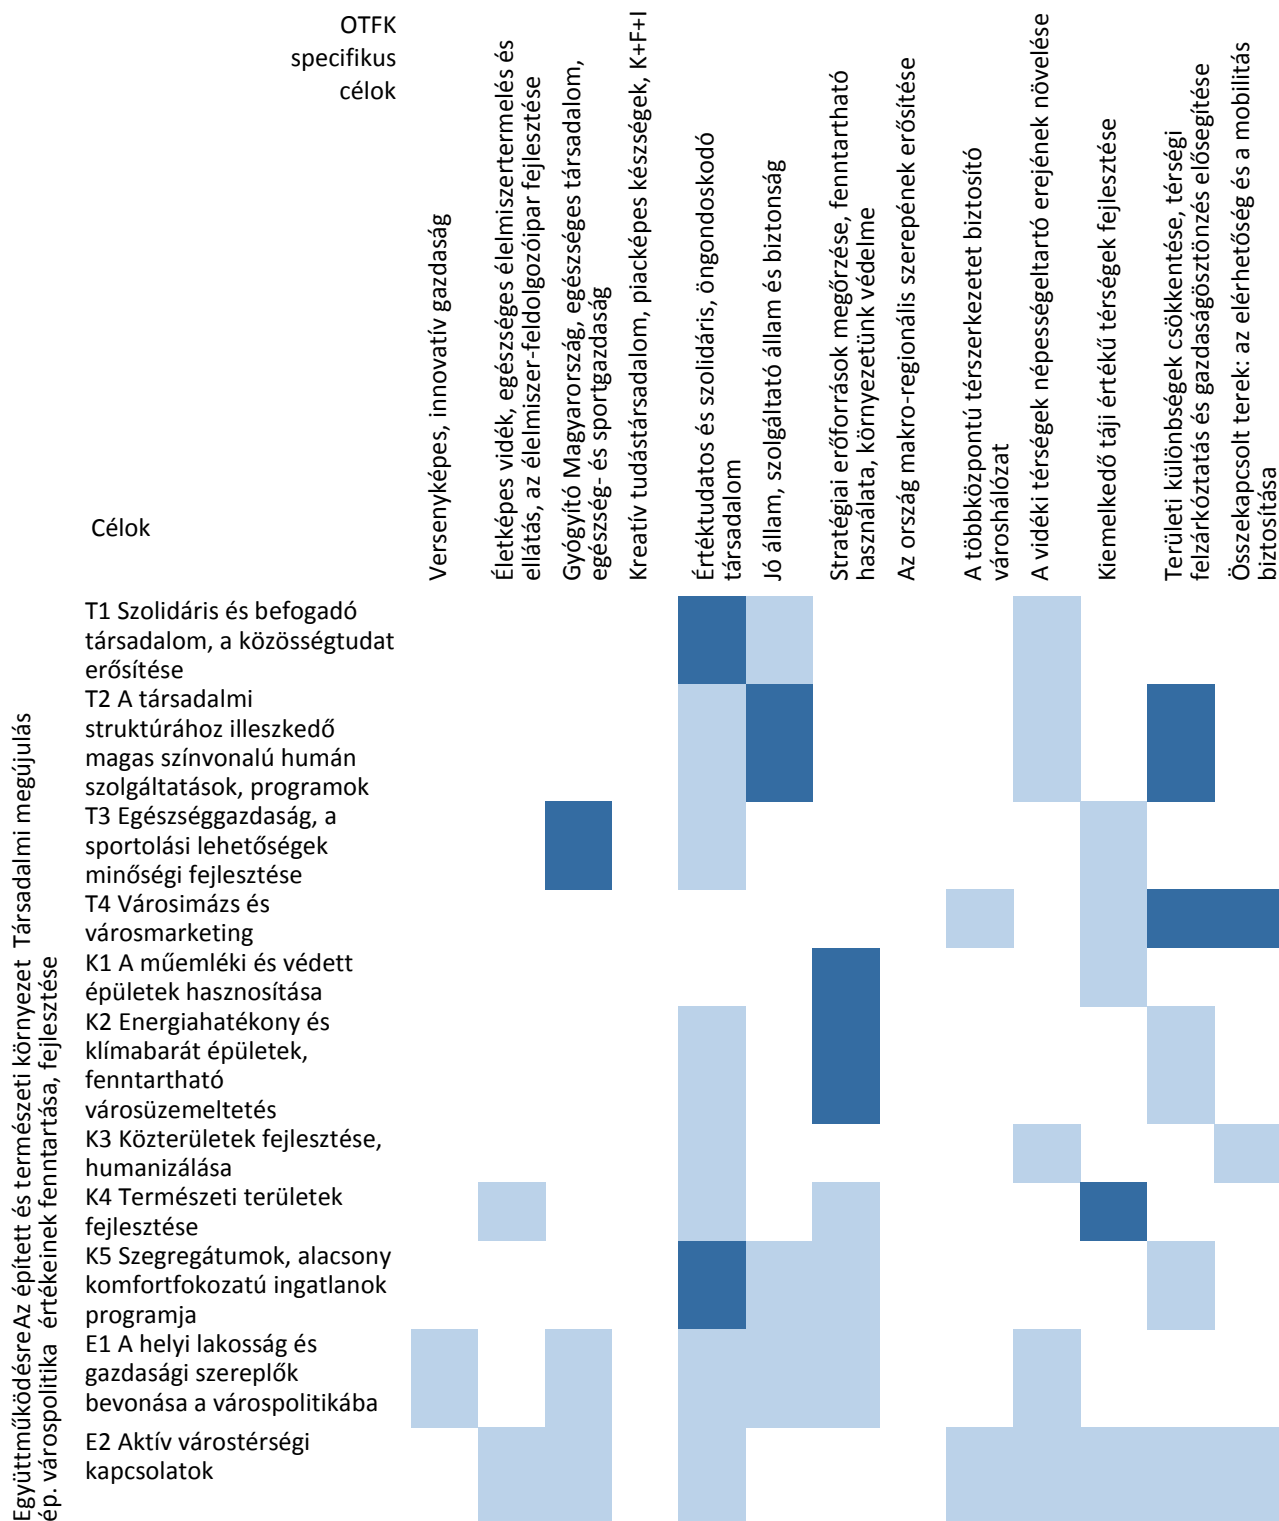 OTFK
specifikus
célok
Célok
Versenyképes, innovatív gazdaság
Életképes vidék, egészséges élelmiszertermelés és
ellátás, az élelmiszer-feldolgozóipar fejlesztése
Gyógyító Magyarország, egészséges társadalom,
egészség- és sportgazdaság
Kreatív tudástársadalom, piacképes készségek, K+F+I
Értéktudatos és szolidáris, öngondoskodó
társadalom
Jó állam, szolgáltató állam és biztonság
Stratégiai erőforrások megőrzése, fenntartható
használata, környezetünk védelme
Az ország makro-regionális szerepének erősítése
A többközpontú térszerkezetet biztosító
városhálózat
A vidéki térségek népességeltartó erejének növelése
Kiemelkedő táji értékű térségek fejlesztése
Területi különbségek csökkentése, térségi
felzárkóztatás és gazdaságösztönzés elősegítése
Összekapcsolt terek: az elérhetőség és a mobilitás
biztosítása
Társadalmi megújulás
T1 Szolidáris és befogadó
társadalom, a közösségtudat
erősítése
T2 A társadalmi
struktúrához illeszkedő
magas színvonalú humán
szolgáltatások, programok
T3 Egészséggazdaság, a
sportolási lehetőségek
minőségi fejlesztése
T4 Városimázs és
városmarketing
Az épített és természeti környezet
értékeinek fenntartása, fejlesztése
K1 A műemléki és védett
épületek hasznosítása
K2 Energiahatékony és
klímabarát épületek,
fenntartható
városüzemeltetés
K3 Közterületek fejlesztése,
humanizálása
K4 Természeti területek
fejlesztése
K5 Szegregátumok, alacsony
komfortfokozatú ingatlanok
programja
Együttműködésre
ép. várospolitika
E1 A helyi lakosság és
gazdasági szereplők
bevonása a várospolitikába
E2 Aktív várostérségi
kapcsolatok